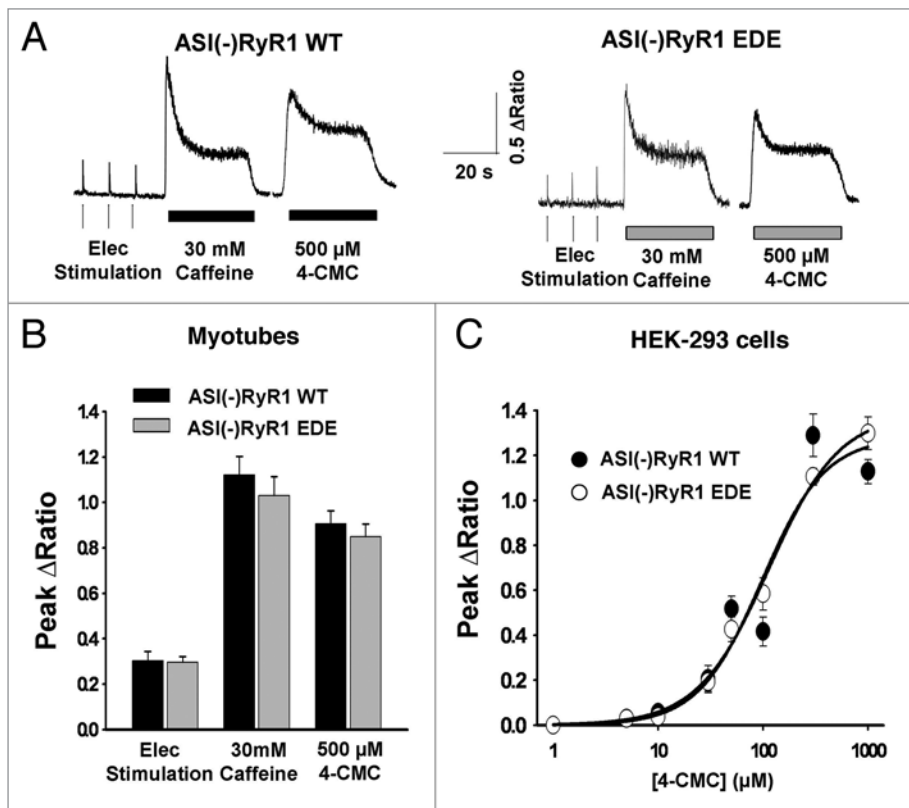 A
ASI(-)RyR1 WT
ASI(-)RyR1 EDE
0.5 ΔRatio
20 s
Elec
Stimulation
30 mM
Caffeine
500 µM
4-CMC
Elec
Stimulation
30 mM
Caffeine
500 µM
4-CMC
B
Myotubes
ASI(-)RyR1 WT
ASI(-)RyR1 EDE
Peak ΔRatio
1.4
1.2
1.0
0.8
0.6
0.4
0.2
0.0
Elec
Stimulation
30mM
Caffeine
500 µM
4-CMC
C
HEK-293 cells
ASI(-)RyR1 WT
ASI(-)RyR1 EDE
Peak ΔRatio
1.4
1.2
1.0
0.8
0.6
0.4
0.2
0.0
1 10 100 1000
[4-CMC] (µM)